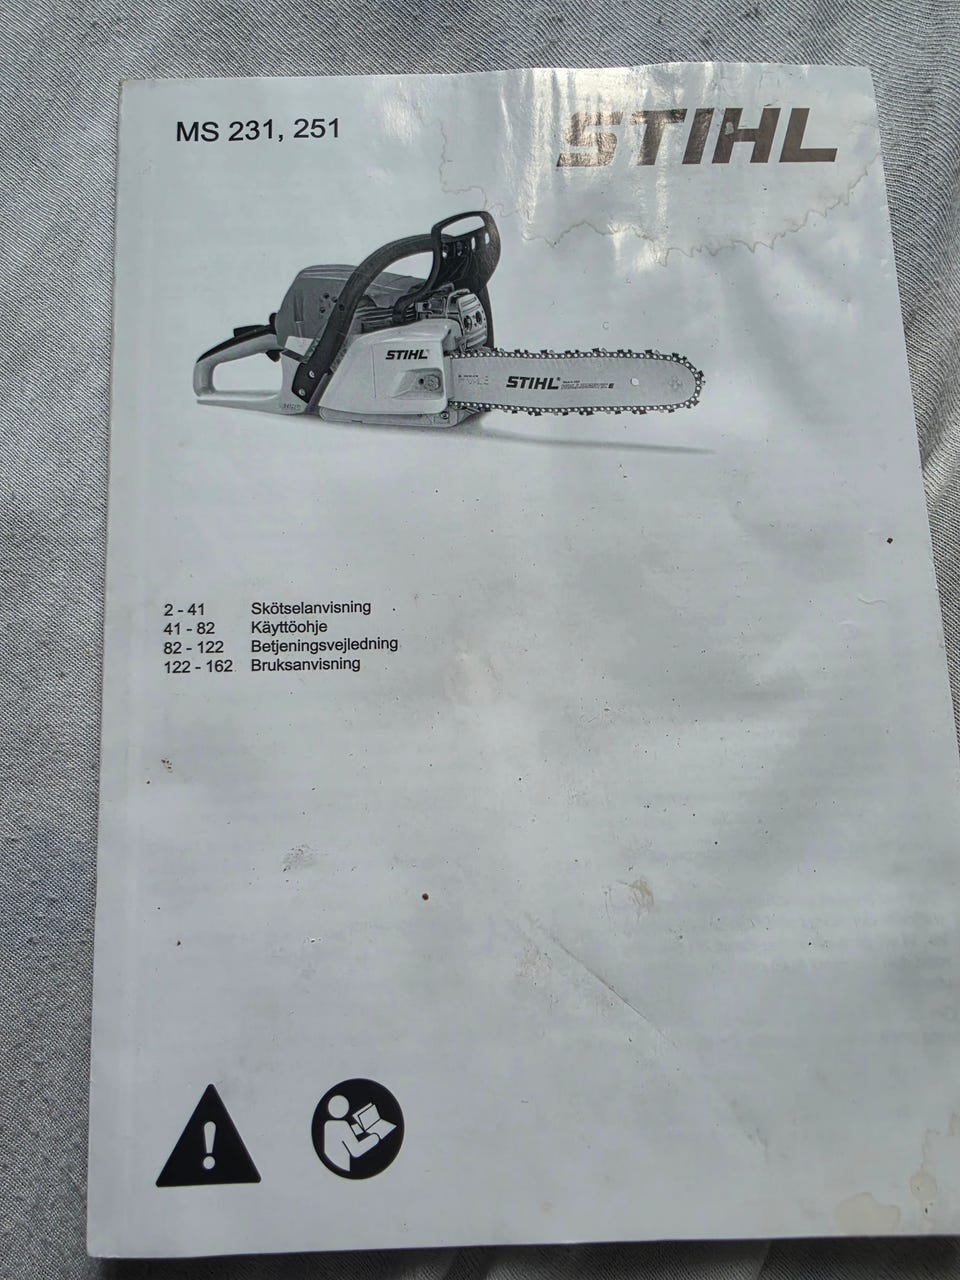 MS 231, 251
STIHL
STIHL
STIHL
2 - 41 Skötselanvisning
41 - 82 Käyttöohje
82 - 122 Betjeningsvejledning
122 - 162 Bruksanvisning